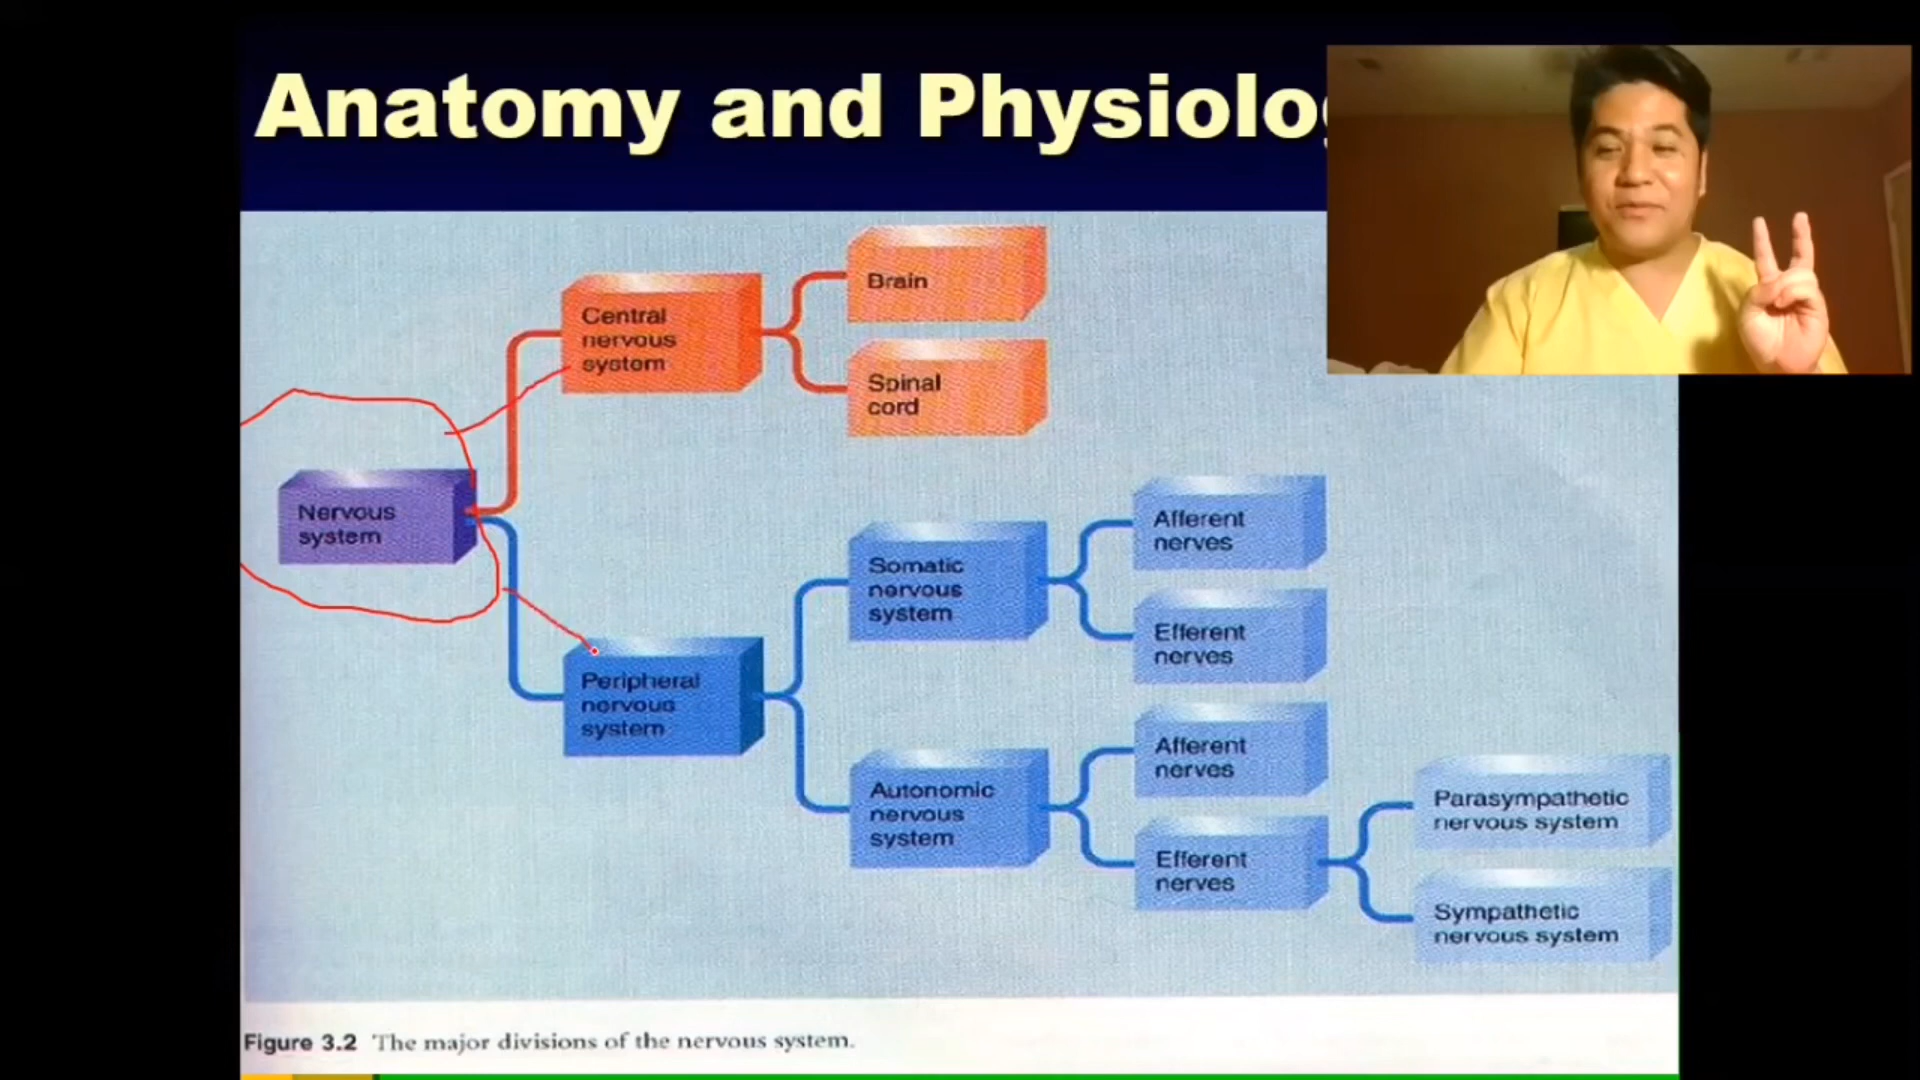 Anatomy and Physiolo
Central
nervous
system
Brain
Spinal
cord
Nervous
system
Peripheral
nervous
system
Somatic
nervous
system
Afferent
nerves
Efferent
nerves
Autonomic
nervous
system
Afferent
nerves
Efferent
nerves
Parasympathetic
nervous system
Sympathetic
nervous system
Figure 3.2 The major divisions of the nervous system.